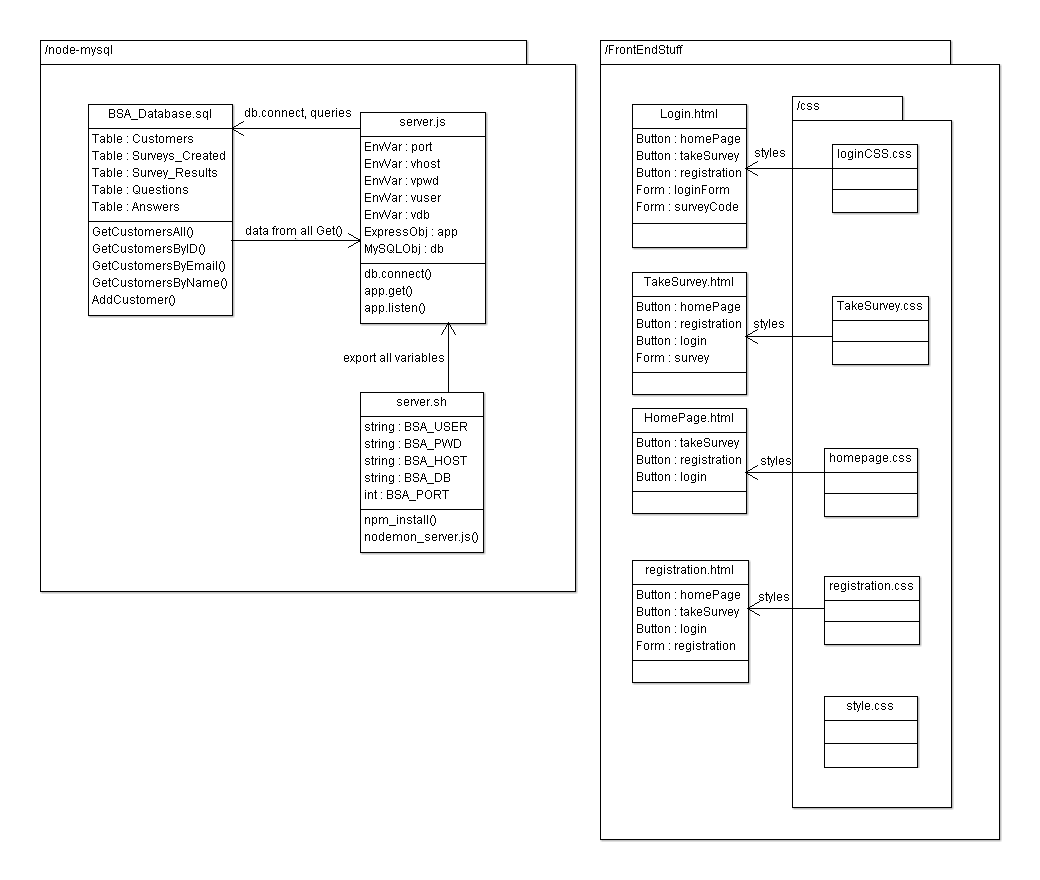 /node-mysql
BSA_Database.sql
Table : Customers
Table : Surveys_Created
Table : Survey_Results
Table : Questions
Table : Answers
GetCustomersAll()
GetCustomersByID()
GetCustomersByEmail()
GetCustomersByName()
AddCustomer()
db.connect, queries
data from all Get()
server.js
EnvVar : port
EnvVar : vhost
EnvVar : vpwd
EnvVar : vuser
EnvVar : vdb
ExpressObj : app
MySQLObj : db
db.connect()
app.get()
app.listen()
export all variables
server.sh
string : BSA_USER
string : BSA_PWD
string : BSA_HOST
string : BSA_DB
int : BSA_PORT
npm_install()
nodemon_server.js()
/FrontEndStuff
Login.html
Button : homePage
Button : takeSurvey
Button : registration
Form : loginForm
Form : surveyCode
styles
TakeSurvey.html
Button : homePage
Button : registration
Button : login
Form : survey
styles
HomePage.html
Button : takeSurvey
Button : registration
Button : login
styles
registration.html
Button : homePage
Button : takeSurvey
Button : login
Form : registration
styles
/css
loginCSS.css
TakeSurvey.css
homepage.css
registration.css
style.css